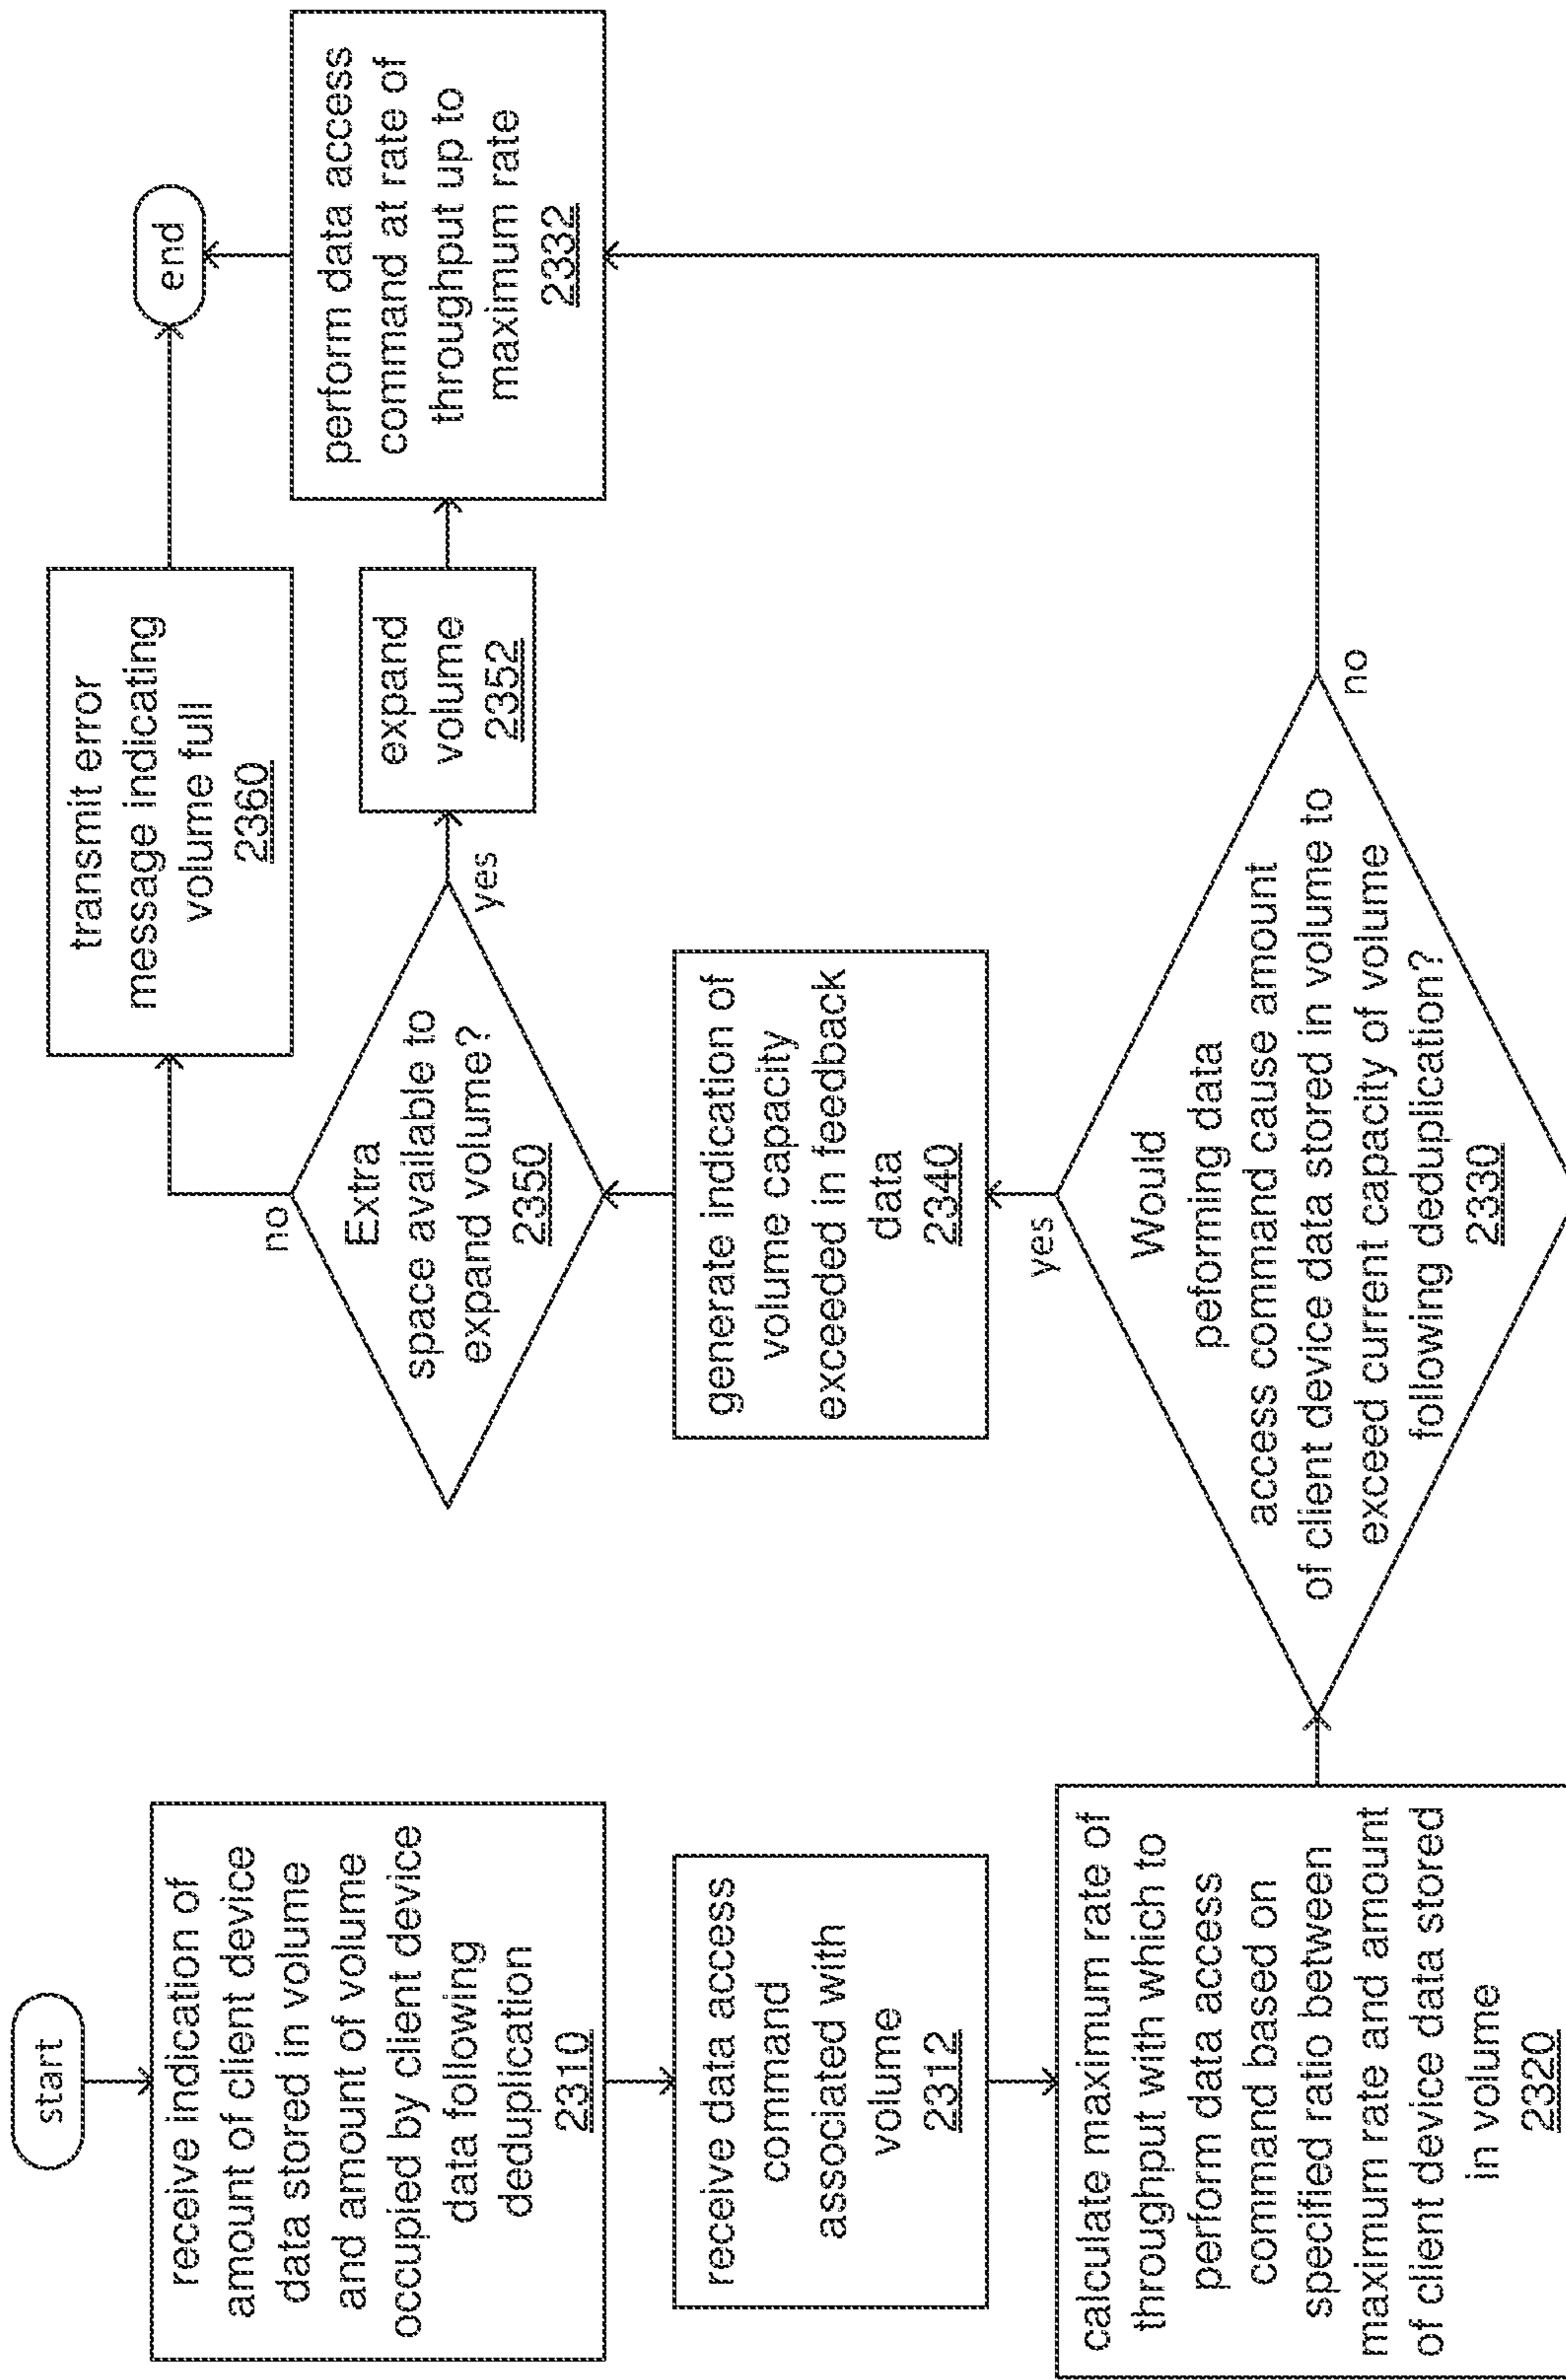 start
receive indication of
amount of client device
data stored in volume
and amount of volume
occupied by client device
data following
deduplication
2310
receive data access
command
associated with
volume
2312
calculate maximum rate of
throughput with which to
perform data access
command based on
specified ratio between
maximum rate and amount
of client device data stored
in volume
2320
Would
peforming data
access command cause amount
of client device data stored in volume to
exceed current capacity of volume
following deduplication?
2330
yes
no
generate indication of
volume capacity
exceeded in feedback
data
2340
Extra
space available to
expand volume?
2350
no
yes
transmit error
message indicating
volume full
2360
expand
volume
2352
perform data access
command at rate of
throughput up to
maximum rate
2332
end